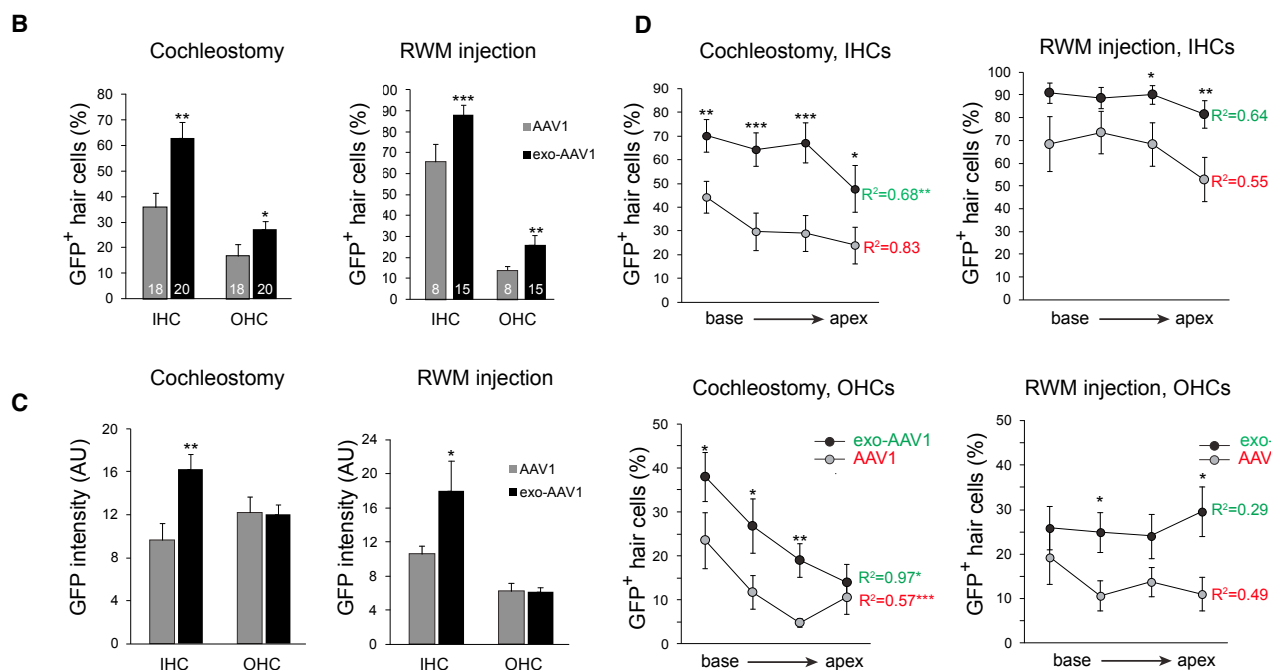 B
Cochleostomy
GFP+ hair cells (%)
80
70
60
50
40
30
20
10
0
**
*
18
20
18
20
IHC
OHC
RWM injection
GFP+ hair cells (%)
100
90
80
70
60
50
40
30
20
10
0
***
**
AAV1
exo-AAV1
8
15
8
15
IHC
OHC
C
Cochleostomy
GFP intensity (AU)
20
16
12
8
4
0
**
IHC
OHC
RWM injection
GFP intensity (AU)
24
20
16
12
8
4
0
*
AAV1
exo-AAV1
IHC
OHC
D
Cochleostomy, IHCs
GFP+ hair cells (%)
90
80
70
60
50
40
30
20
10
0
**
***
***
*
R2=0.68**
R2=0.83
base
apex
RWM injection, IHCs
GFP+ hair cells (%)
100
90
80
70
60
50
40
30
20
10
0
*
**
R2=0.64
R2=0.55
base
apex
Cochleostomy, OHCs
GFP+ hair cells (%)
50
40
30
20
10
0
*
*
**
exo-AAV1
AAV1
R2=0.97*
R2=0.57***
base
apex
RWM injection, OHCs
GFP+ hair cells (%)
50
40
30
20
10
0
*
*
exo-
AAV
R2=0.29
R2=0.49
base
apex